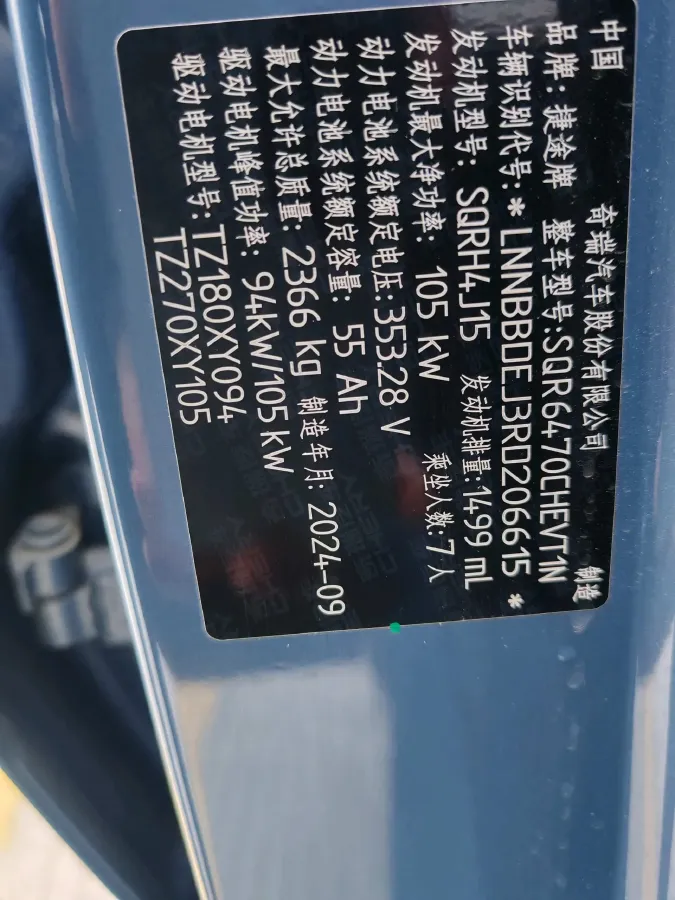 中国 奇瑞汽车股份有限公司 制造
品牌: 捷途牌 整车型号:SQR6470CHEVT1N
车辆识别代号:*LNNBBDEJ3RD206615*
发动机型号: SQRH4J15 发动机排量:1499 mL
发动机最大净功率: 105 kW 乘坐人数:7人
动力电池系统额定电压:353.28 V
动力电池系统额定容量: 55 Ah
最大允许总质量: 2366 kg 制造年月: 2024-09
驱动电机峰值功率: 94kW/105 kW
驱动电机型号:TZ180XY094
TZ270XY105